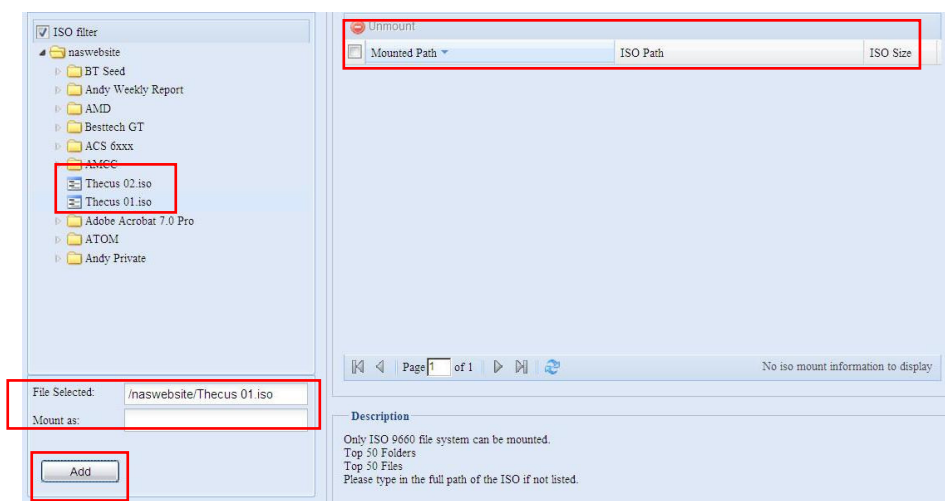 ISO filter
naswebsite
BT Seed
Andy Weekly Report
AMD
Besttech GT
ACS 6xxx
AMCC
Thecus 02.iso
Thecus 01.iso
Adobe Acrobat 7.0 Pro
ATOM
Andy Private
File Selected: /naswebsite/Thecus 01.iso
Mount as:
Add
Unmount
Mounted Path ISO Path ISO Size
Page 1 of 1 No iso mount information to display
Description
Only ISO 9660 file system can be mounted.
Top 50 Folders
Top 50 Files
Please type in the full path of the ISO if not listed.